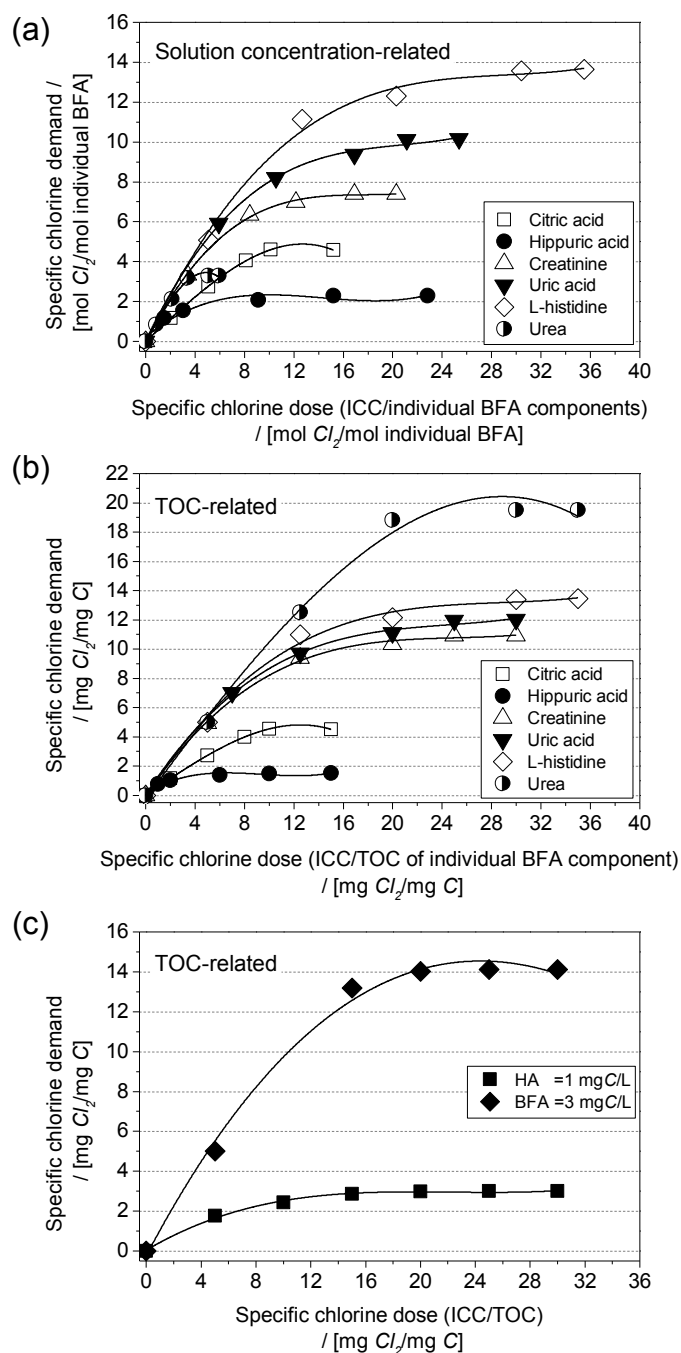 (a)
Solution concentration-related
Specific chlorine demand /
[mol Cl2/mol individual BFA]
16
14
12
10
8
6
4
2
0
Citric acid
Hippuric acid
Creatinine
Uric acid
L-histidine
Urea
0 4 8 12 16 20 24 28 32 36 40
Specific chlorine dose (ICC/individual BFA components)
/ [mol Cl2/mol individual BFA]
(b)
TOC-related
Specific chlorine demand
/ [mg Cl2/mg C]
22
20
18
16
14
12
10
8
6
4
2
0
Citric acid
Hippuric acid
Creatinine
Uric acid
L-histidine
Urea
0 4 8 12 16 20 24 28 32 36 40
Specific chlorine dose (ICC/TOC of individual BFA component)
/ [mg Cl2/mg C]
(c)
TOC-related
Specific chlorine demand
/ [mg Cl2/mg C]
16
14
12
10
8
6
4
2
0
HA =1 mgC/L
BFA =3 mgC/L
0 4 8 12 16 20 24 28 32 36
Specific chlorine dose (ICC/TOC)
/ [mg Cl2/mg C]